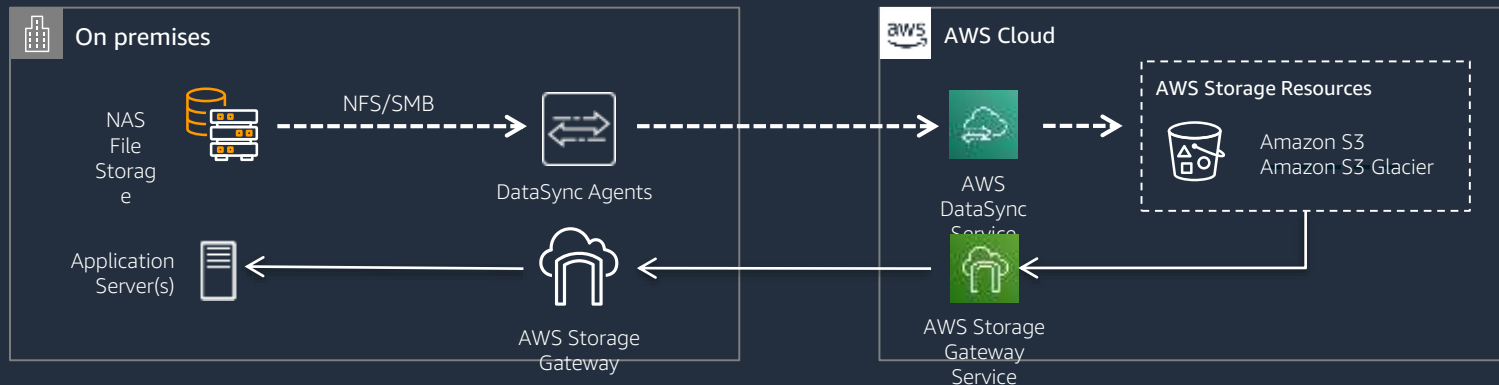 On premises
aws
AWS Cloud
NAS
File
Storag
e
NFS/SMB
DataSync Agents
AWS
DataSync
Service
AWS Storage Resources
Amazon S3
Amazon S3 Glacier
Application
Server(s)
AWS Storage
Gateway
AWS Storage
Gateway
Service